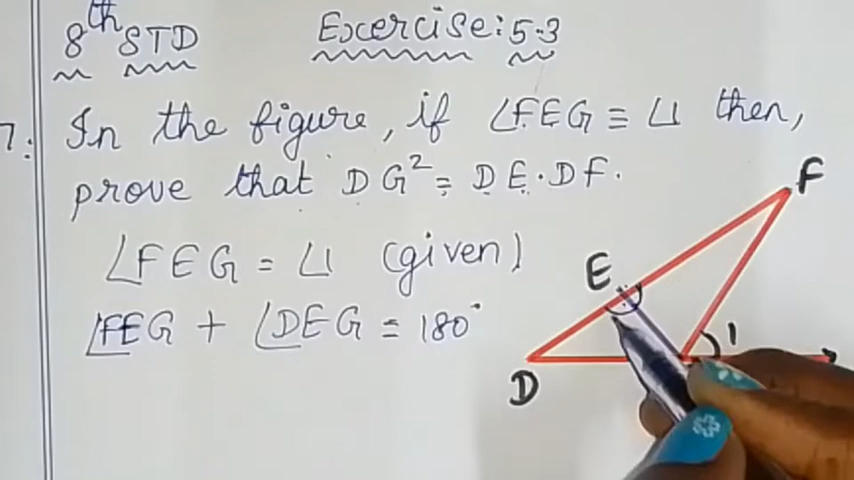 8th STD Exercise: 5.3
7: In the figure, if ∠FEG ≡ ∠1 then,
prove that DG² = DE·DF.
∠FEG = ∠1 (given)
∠FEG + ∠DEG = 180°
F
E
1
D